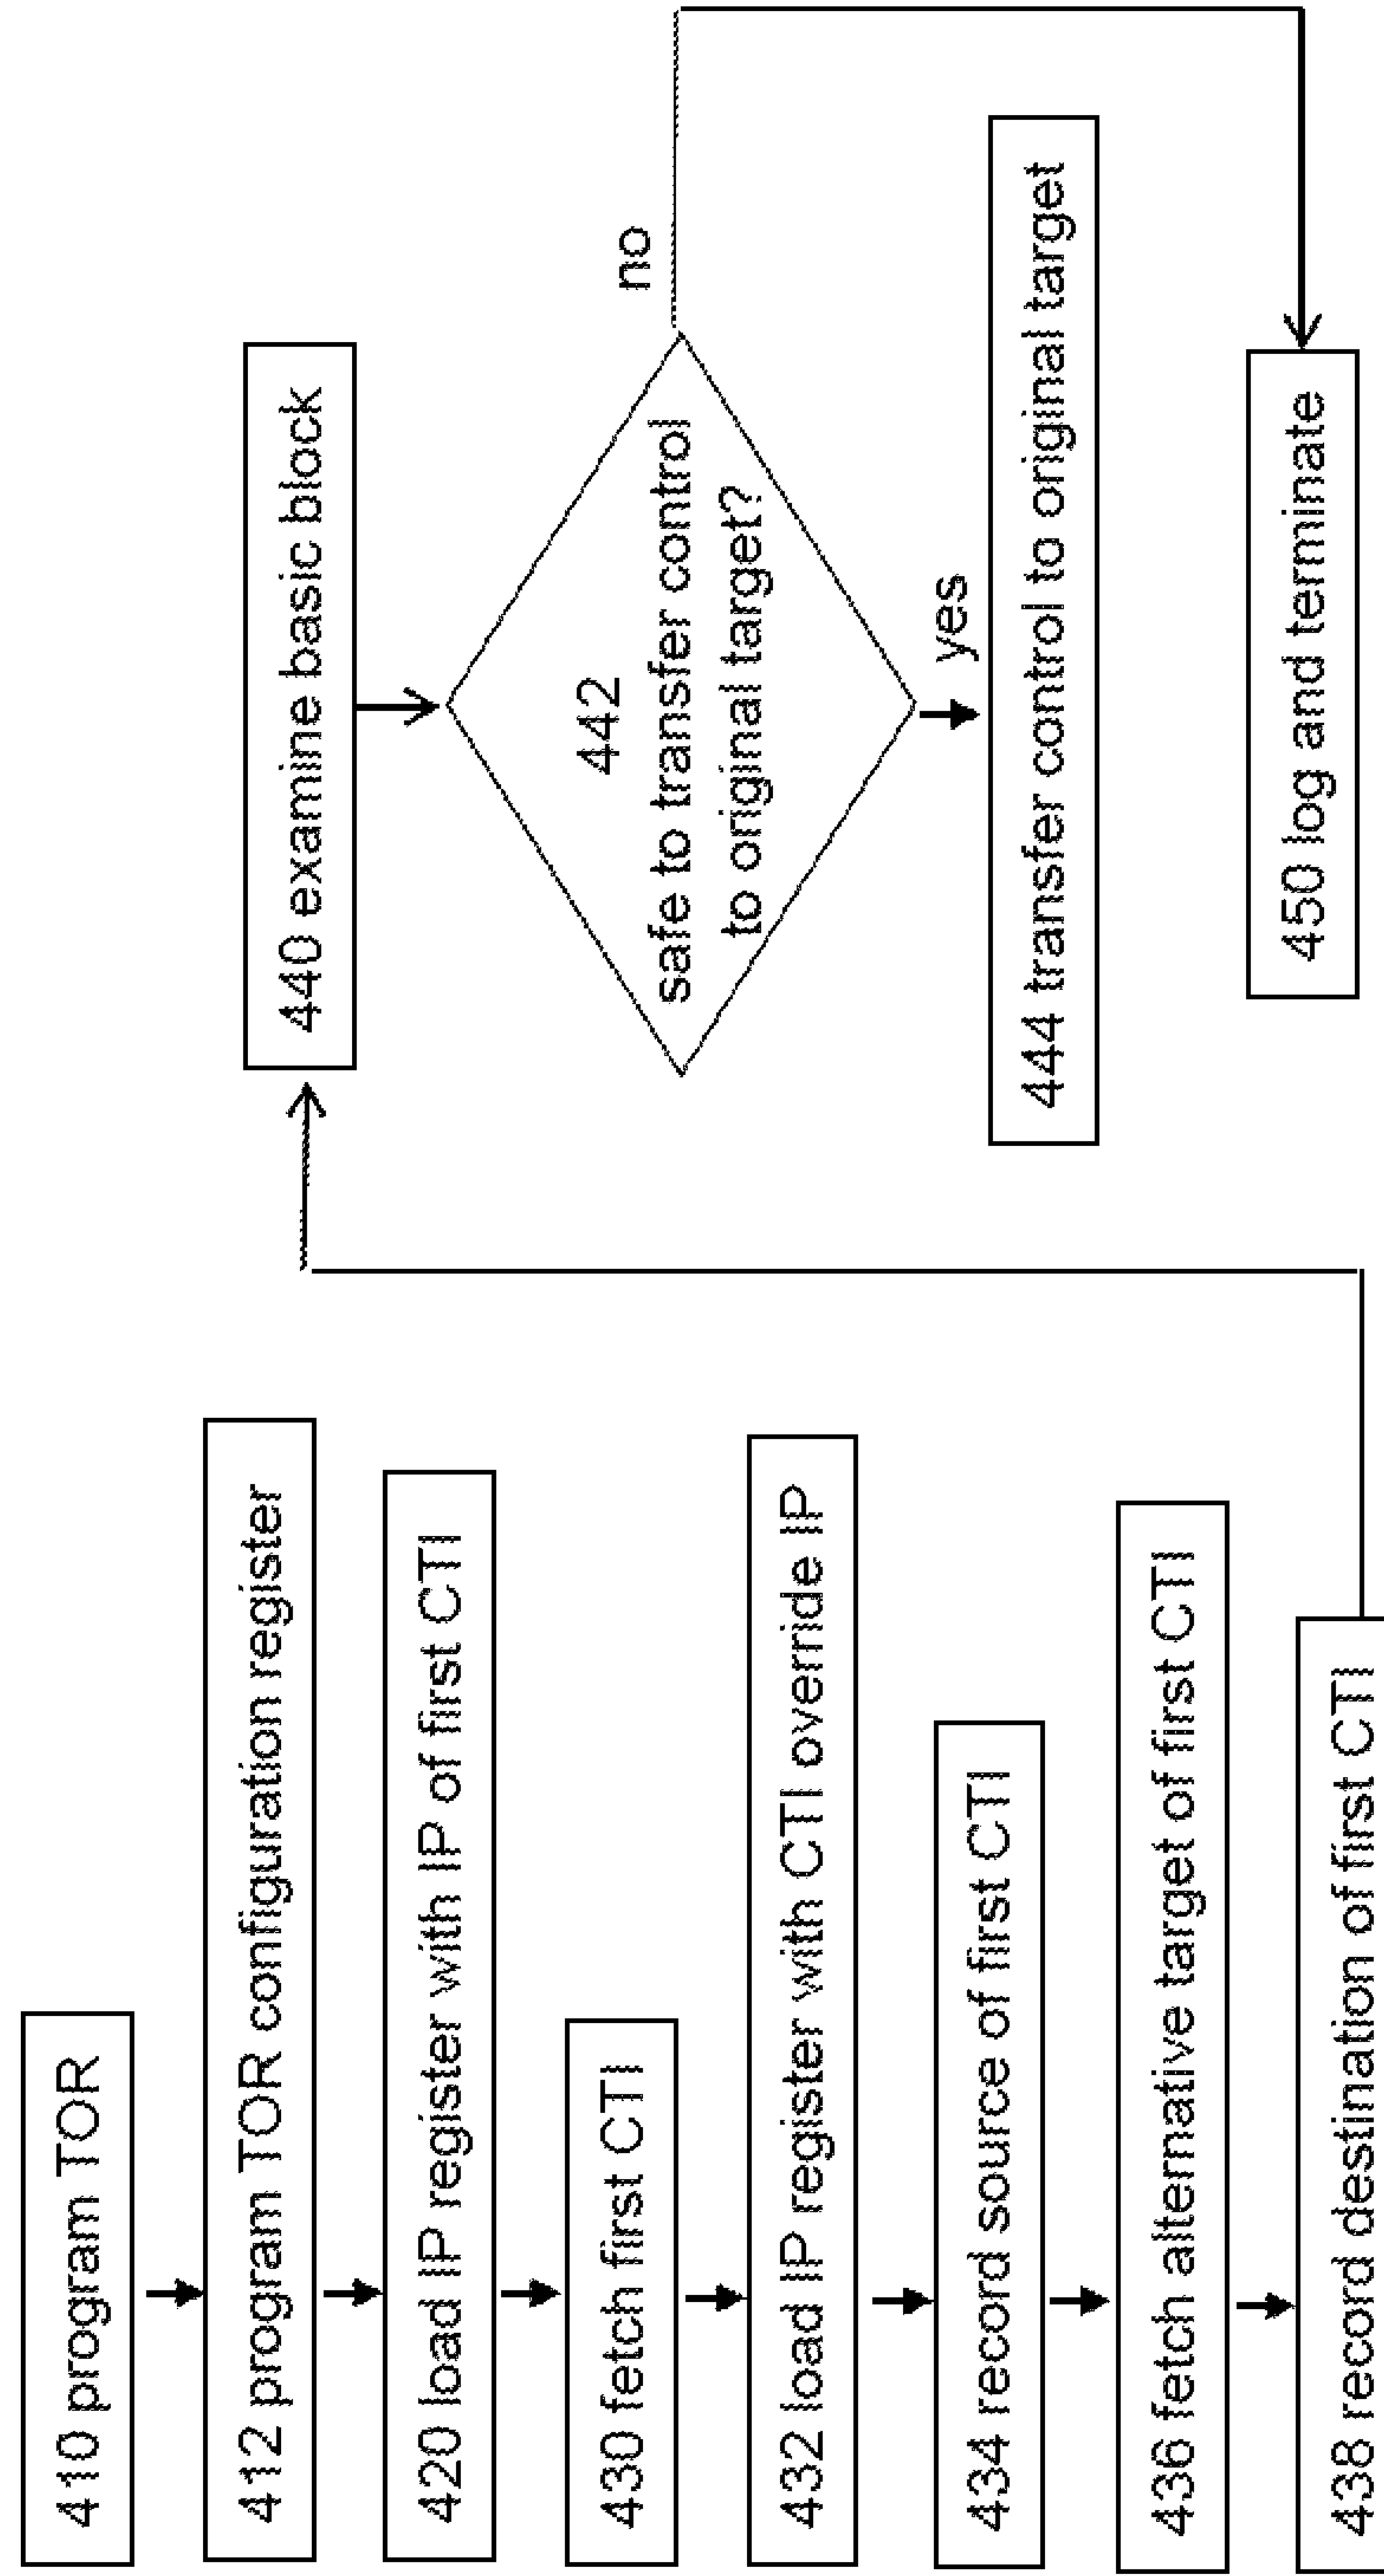 410 program TOR
412 program TOR configuration register
420 load IP register with IP of first CTI
430 fetch first CTI
432 load IP register with CTI override IP
434 record source of first CTI
436 fetch alternative target of first CTI
438 record destination of first CTI
440 examine basic block
442
safe to transfer control
to original target?
no
yes
444 transfer control to original target
450 log and terminate